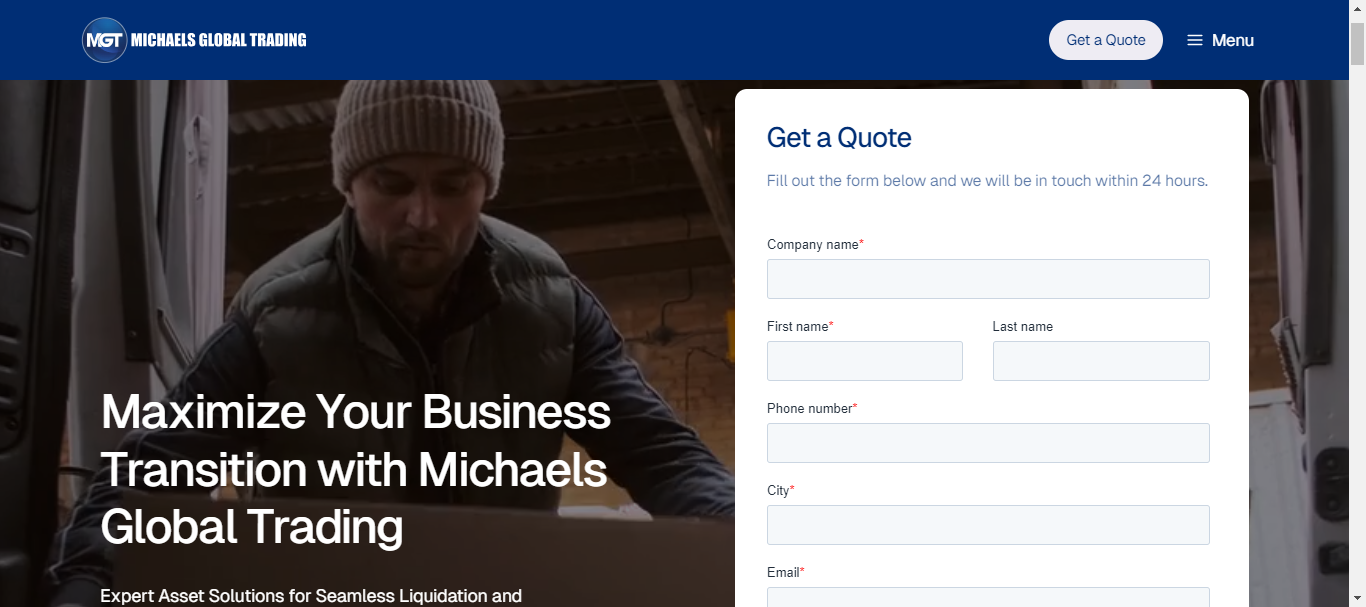 MGT MICHAELS GLOBAL TRADING
Get a Quote
Menu
Maximize Your Business
Transition with Michaels
Global Trading
Expert Asset Solutions for Seamless Liquidation and
Get a Quote
Fill out the form below and we will be in touch within 24 hours.
Company name*
First name*
Last name
Phone number*
City*
Email*